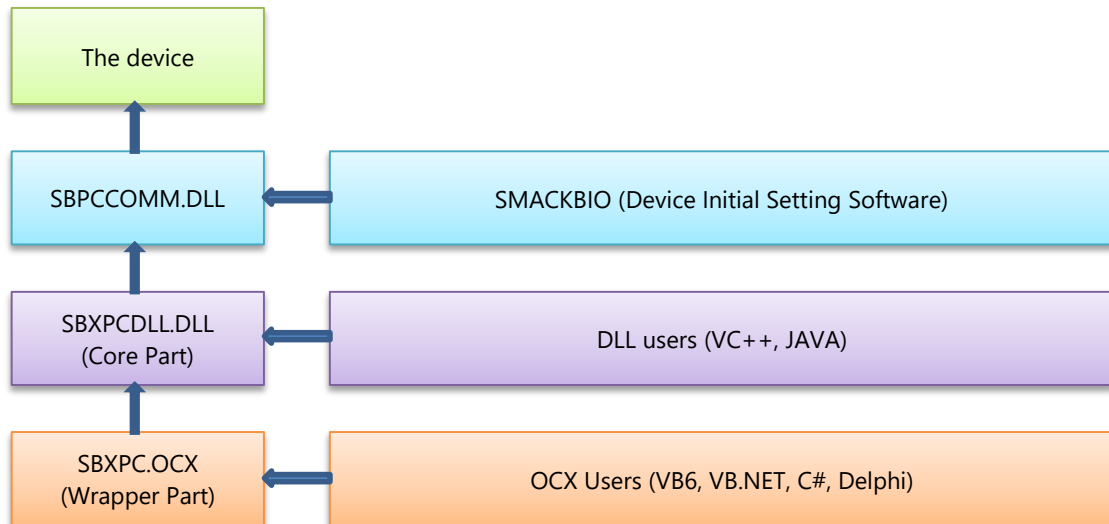 The device
SBPCCOMM.DLL
SMACKBIO (Device Initial Setting Software)
SBXPCDLL.DLL
(Core Part)
DLL users (VC++, JAVA)
SBXPC.OCX
(Wrapper Part)
OCX Users (VB6, VB.NET, C#, Delphi)